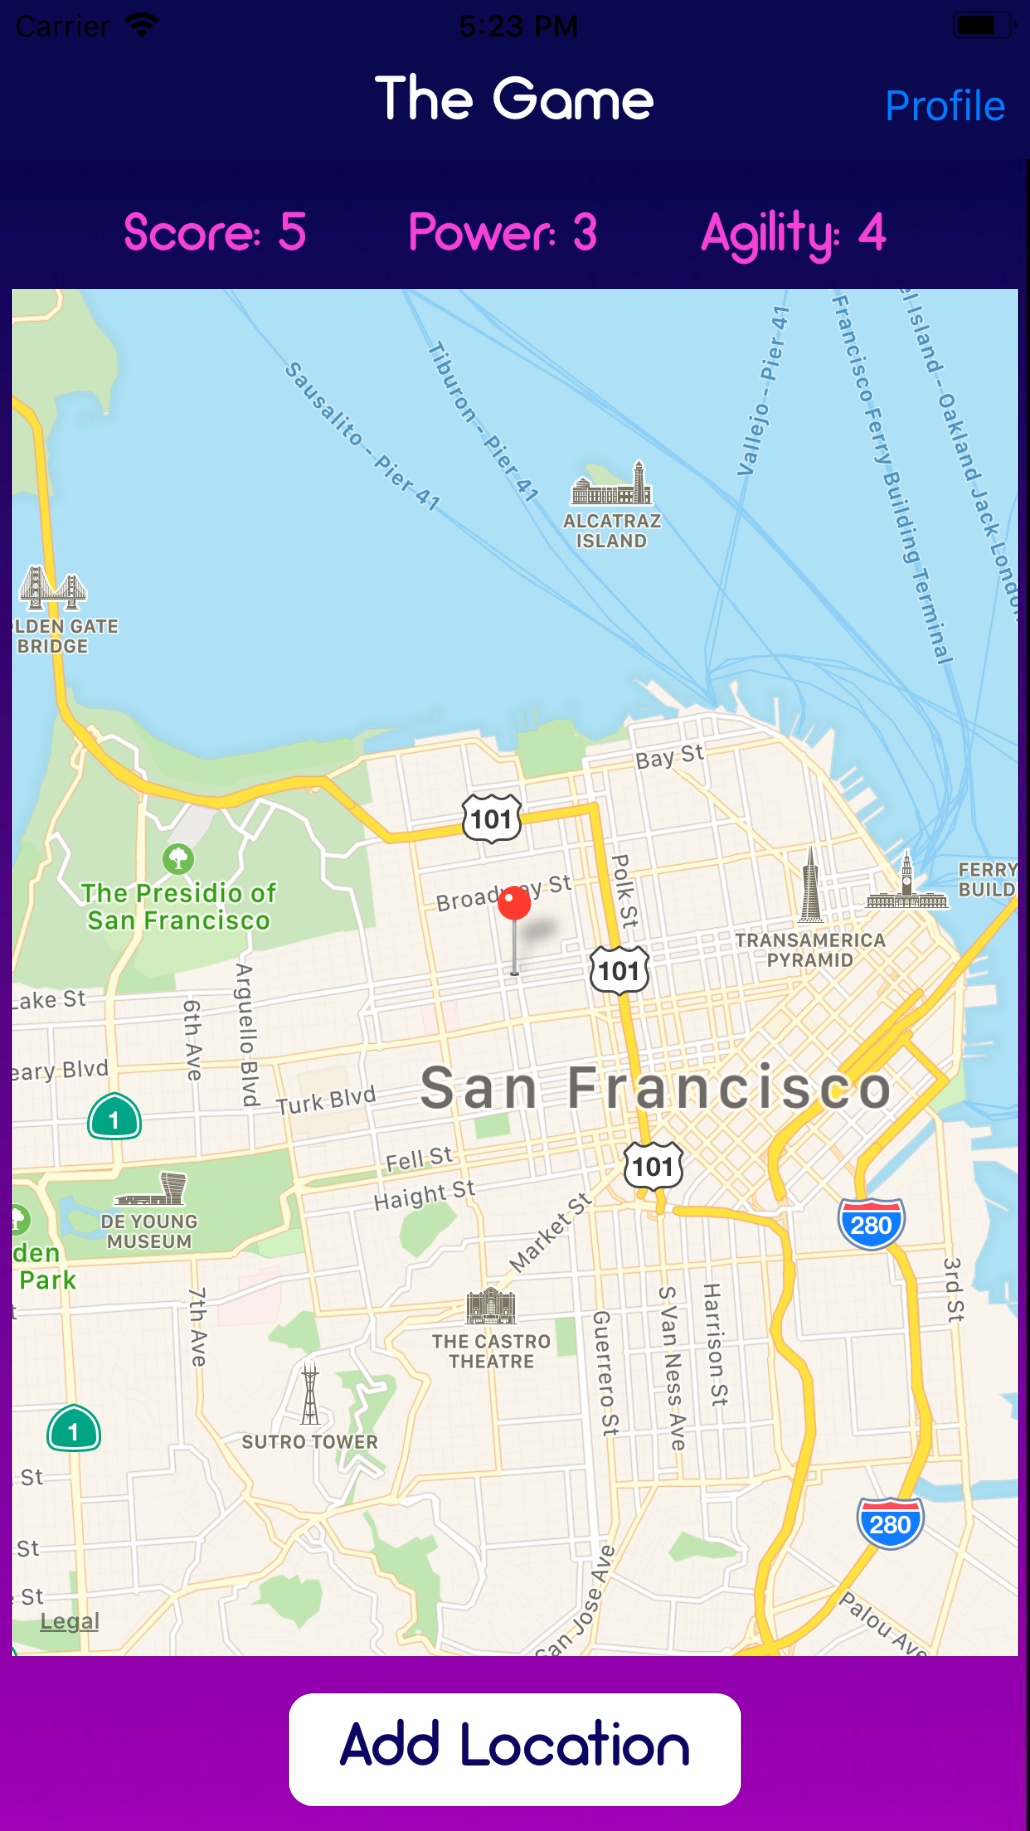 Carrier
5:23 PM
The Game
Profile
Score: 5
Power: 3
Agility: 4
Sausalito - Pier 41
Tiburon - Pier 41
Vallejo - Pier 41
Francisco Ferry Building Terminal
el Island - Oakland Jack London
ALCATRAZ
ISLAND
LDEN GATE
BRIDGE
Bay St
101
The Presidio of
San Francisco
Broadway St
Polk St
TRANSAMERICA
PYRAMID
FERRY
BUILD
101
Lake St
6th Ave
Arguello Blvd
eary Blvd
Turk Blvd
San Francisco
1
Fell St
Haight St
101
Market St
DE YOUNG
MUSEUM
den
Park
280
3rd St
7th Ave
THE CASTRO
THEATRE
Guerrero St
S Van Ness Ave
Harrison St
SUTRO TOWER
1
St
St
St
280
San Jose Ave
Palou Ave
Legal
Add Location